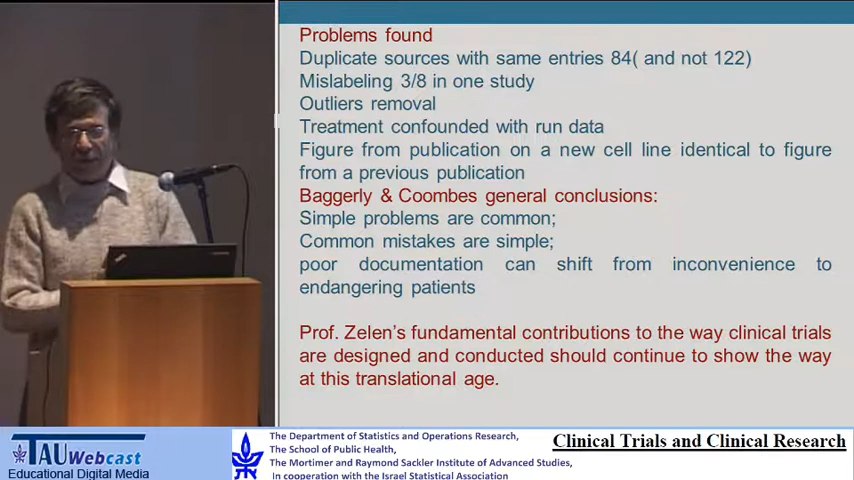 Problems found
Duplicate sources with same entries 84( and not 122)
Mislabeling 3/8 in one study
Outliers removal
Treatment confounded with run data
Figure from publication on a new cell line identical to figure
from a previous publication
Baggerly & Coombes general conclusions:
Simple problems are common;
Common mistakes are simple;
poor documentation can shift from inconvenience to
endangering patients
Prof. Zelen's fundamental contributions to the way clinical trials
are designed and conducted should continue to show the way
at this translational age.
TAU Webcast
Educational Digital Media
The Department of Statistics and Operations Research,
The School of Public Health,
The Mortimer and Raymond Sackler Institute of Advanced Studies,
In cooperation with the Israel Statistical Association
Clinical Trials and Clinical Research